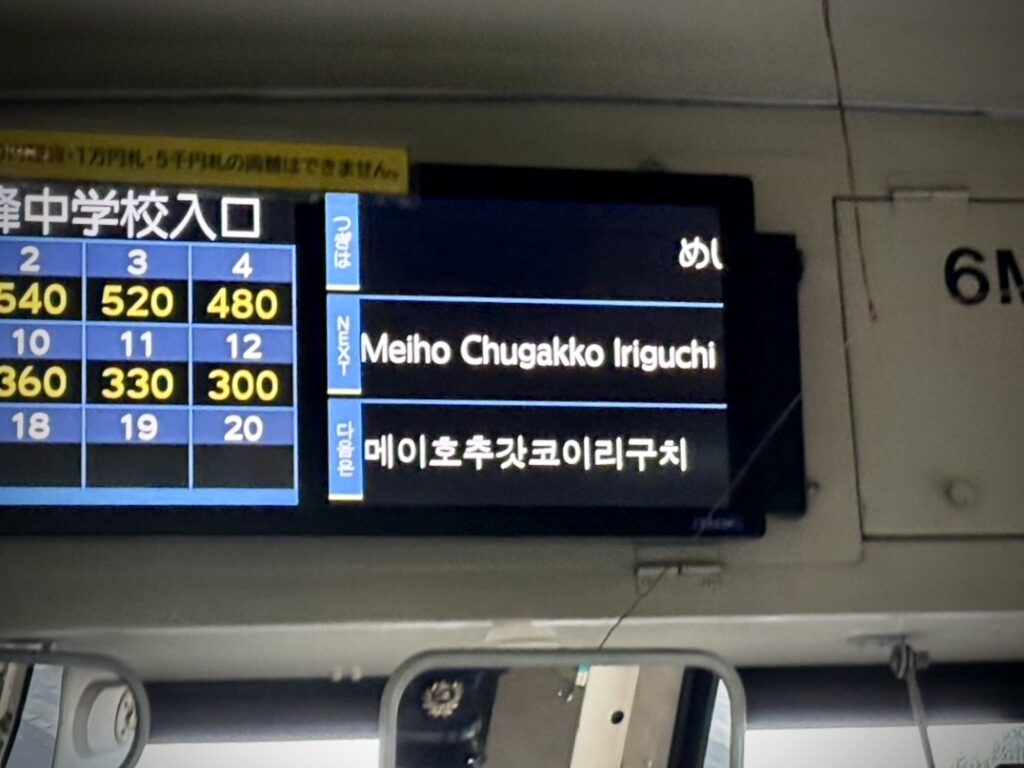 ・1万円札・5千円札の両替はできません。
峰中学校入口
2 3 4
540 520 480
10 11 12
360 330 300
18 19 20
つぎは
めい
NEXT
Meiho Chugakko Iriguchi
다음은
메이호추갓코이리구치
6M